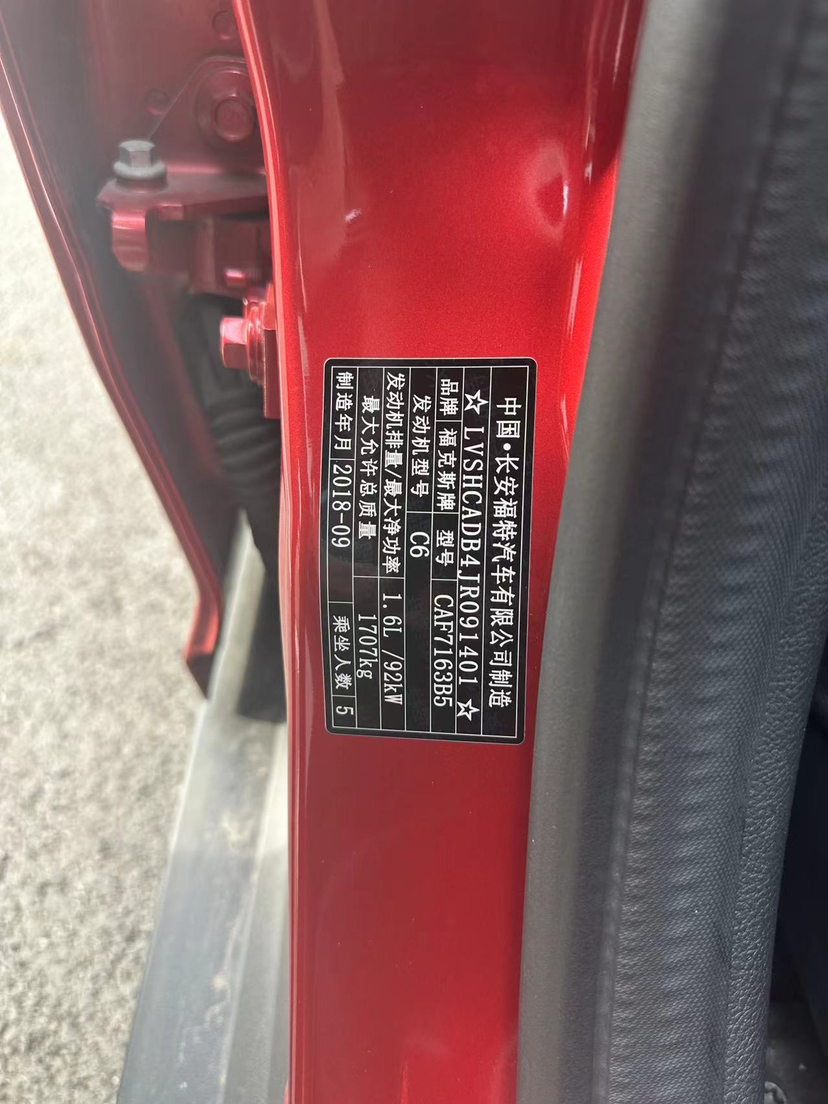 中国·长安福特汽车有限公司制造
☆ LVSHCADB4JR091401 ☆
品牌 福克斯牌 型号 CAF7163B5
发动机型号 C6
发动机排量/最大净功率 1.6L /92kW
最大允许总质量 1707kg
制造年月 2018-09 乘坐人数 5